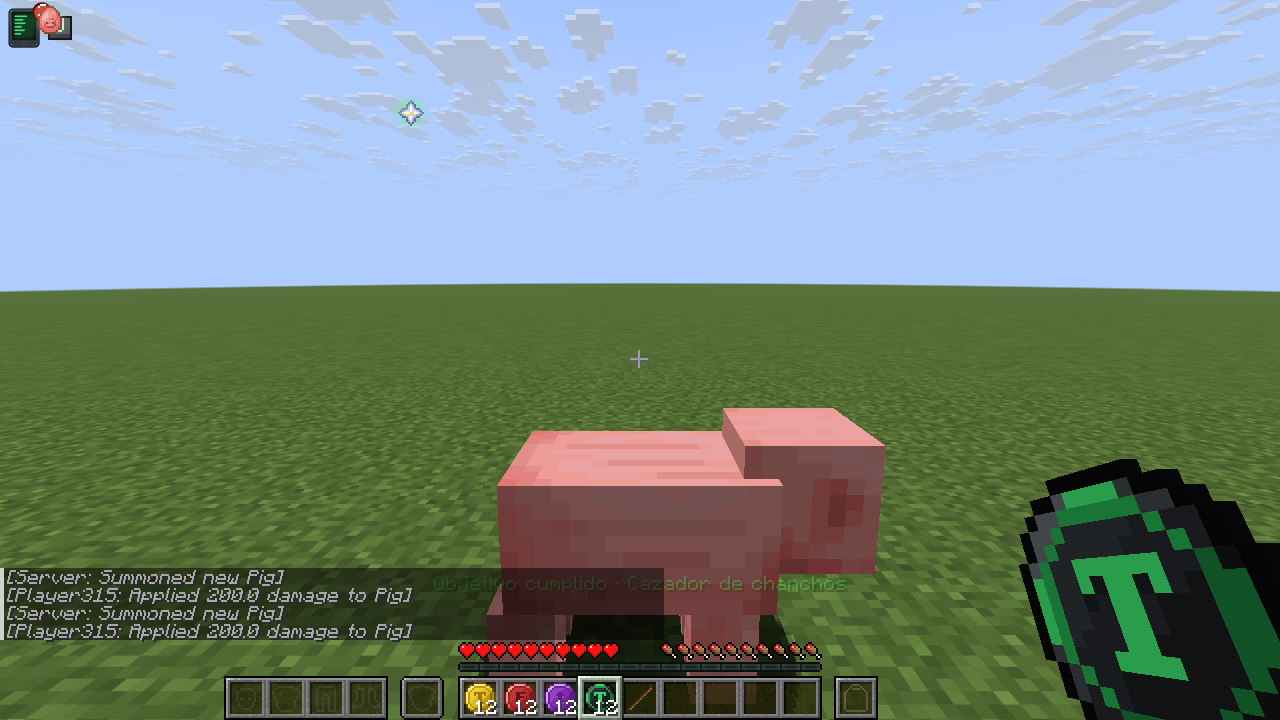 [Server: Summoned new Pig]
[Player315: Applied 200.0 damage to Pig]
[Server: Summoned new Pig]
[Player315: Applied 200.0 damage to Pig]
Objetivo cumplido · Cazador de chanchos
12
12
12
12
T